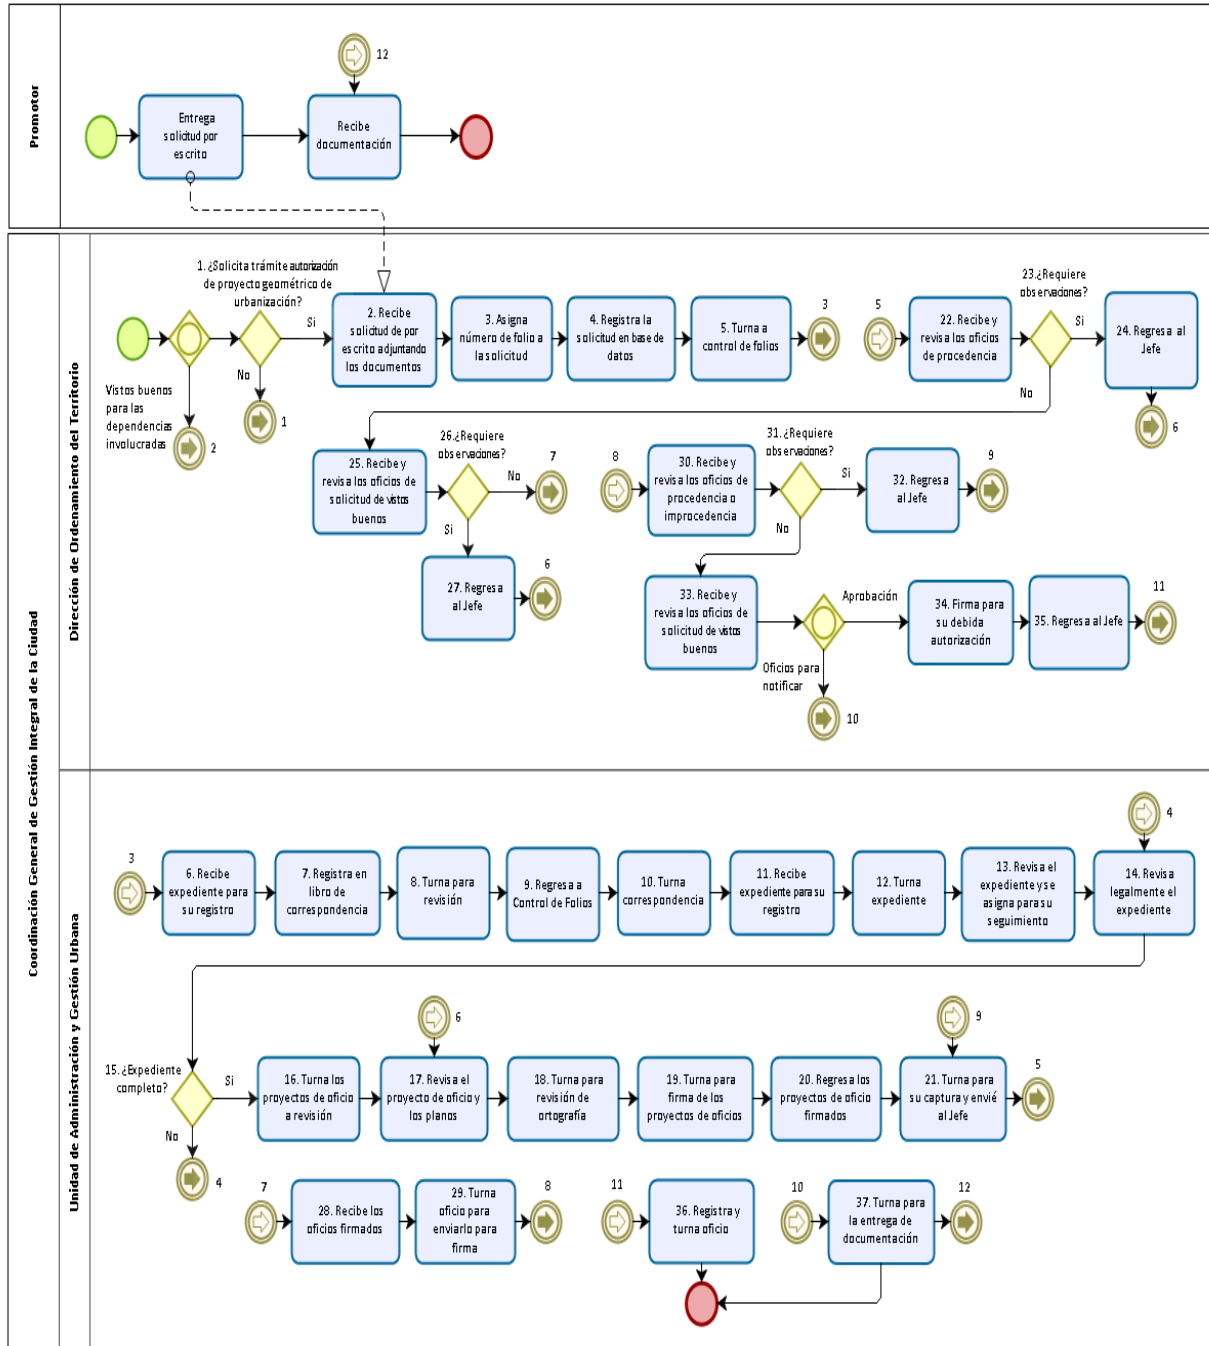 Promotor
12
Entrega
solicitud por
escrito
Recibe
documentación
Coordinación General de Gestión Integral de la Ciudad
Dirección de Ordenamiento del Territorio
1. ¿Solicita trámite autorización
de proyecto geométrico de
urbanización?
Si
No
1
Vistos buenos
para las
dependencias
involucradas
2
2. Recibe
solicitud de por
escrito adjuntando
los documentos
3. Asigna
número de folio a
la solicitud
4. Registra la
solicitud en base de
datos
5. Turna a
control de folios
3
5
22. Recibe y
revisa los oficios
de procedencia
23. ¿Requiere
observaciones?
Si
No
24. Regresa al
Jefe
6
25. Recibe y
revisa los oficios de
solicitud de vistos
buenos
26. ¿Requiere
observaciones?
No
7
Si
27. Regresa
al Jefe
6
8
30. Recibe y
revisa los oficios de
procedencia o
improcedencia
31. ¿Requiere
observaciones?
Si
No
32. Regresa
al Jefe
9
33. Recibe y
revisa los oficios de
solicitud de vistos
buenos
Aprobación
Oficios para
notificar
10
34. Firma para
su debida
autorización
35. Regresa al Jefe
11
Unidad de Administración y Gestión Urbana
3
6. Recibe
expediente para
su registro
7. Registra en
libro de
correspondencia
8. Turna para
revisión
9. Regresa a
Control de Folios
10. Turna
correspondencia
11. Recibe
expediente para su
registro
12. Turna
expediente
13. Revisa el
expediente y se
asigna para su
seguimiento
4
14. Revisa
legalmente el
expediente
15. ¿Expediente
completo?
Si
No
4
16. Turna los
proyectos de oficio
a revisión
6
17. Revisa el
proyecto de oficio y
los planos
18. Turna para
revisión de
ortografía
19. Turna para
firma de los
proyectos de oficios
20. Regresa los
proyectos de oficio
firmados
9
21. Turna para
su captura y envié
al Jefe
5
7
28. Recibe los
oficios firmados
29. Turna
oficio para
enviarlo para
firma
8
11
36. Registra y
turna oficio
10
37. Turna para
la entrega de
documentación
12